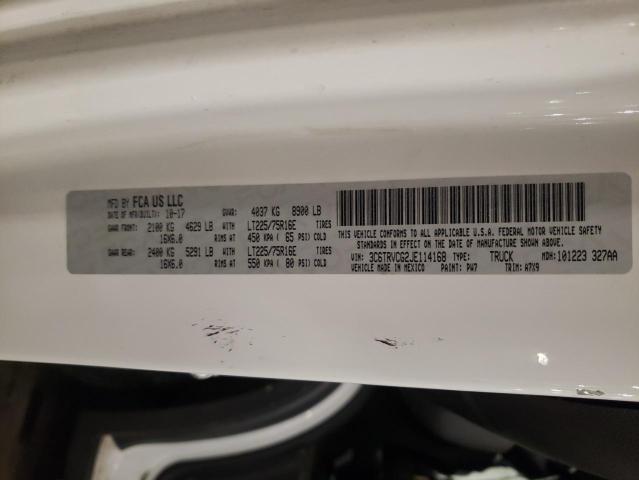 MFD BY FCA US LLC
DATE OF MFR(BUILT): 10-17 GVWR: 4037 KG 8900 LB
GAWR FRONT: 2100 KG 4629 LB WITH LT225/75R16E TIRES
16X6.0 RIMS AT 450 KPA ( 65 PSI) COLD
GAWR REAR: 2400 KG 5291 LB WITH LT225/75R16E TIRES
16X6.0 RIMS AT 550 KPA ( 80 PSI) COLD
THIS VEHICLE CONFORMS TO ALL APPLICABLE U.S.A. FEDERAL MOTOR VEHICLE SAFETY
STANDARDS IN EFFECT ON THE DATE OF MANUFACTURE SHOWN ABOVE.
VIN: 3C6TRVCG2JE114168 TYPE: TRUCK MDH: 101223 327AA
VEHICLE MADE IN MEXICO PAINT: PW7 TRIM: A7X9